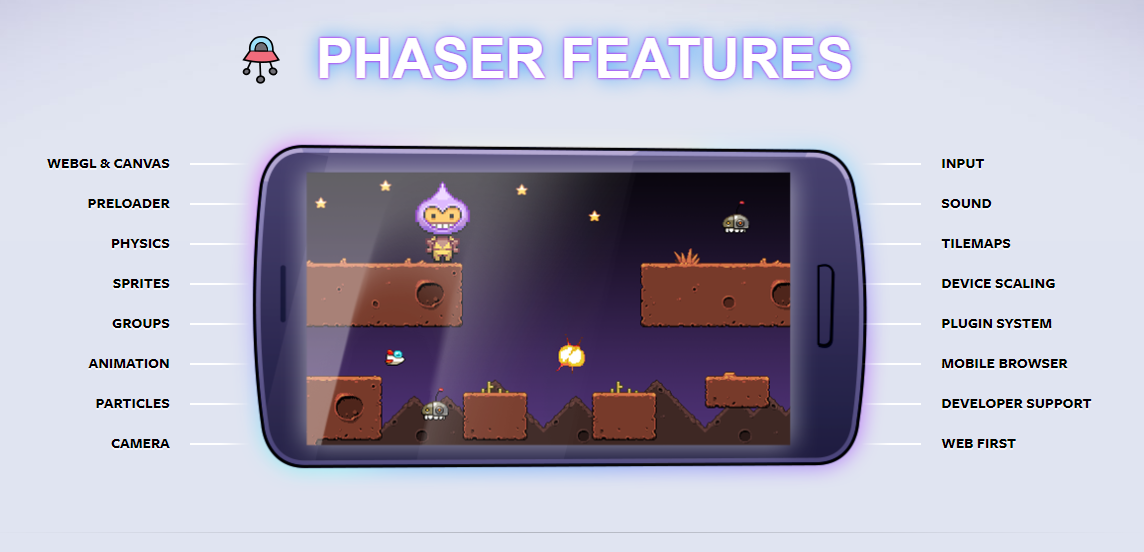 PHASER FEATURES
WEBGL & CANVAS
PRELOADER
PHYSICS
SPRITES
GROUPS
ANIMATION
PARTICLES
CAMERA
INPUT
SOUND
TILEMAPS
DEVICE SCALING
PLUGIN SYSTEM
MOBILE BROWSER
DEVELOPER SUPPORT
WEB FIRST